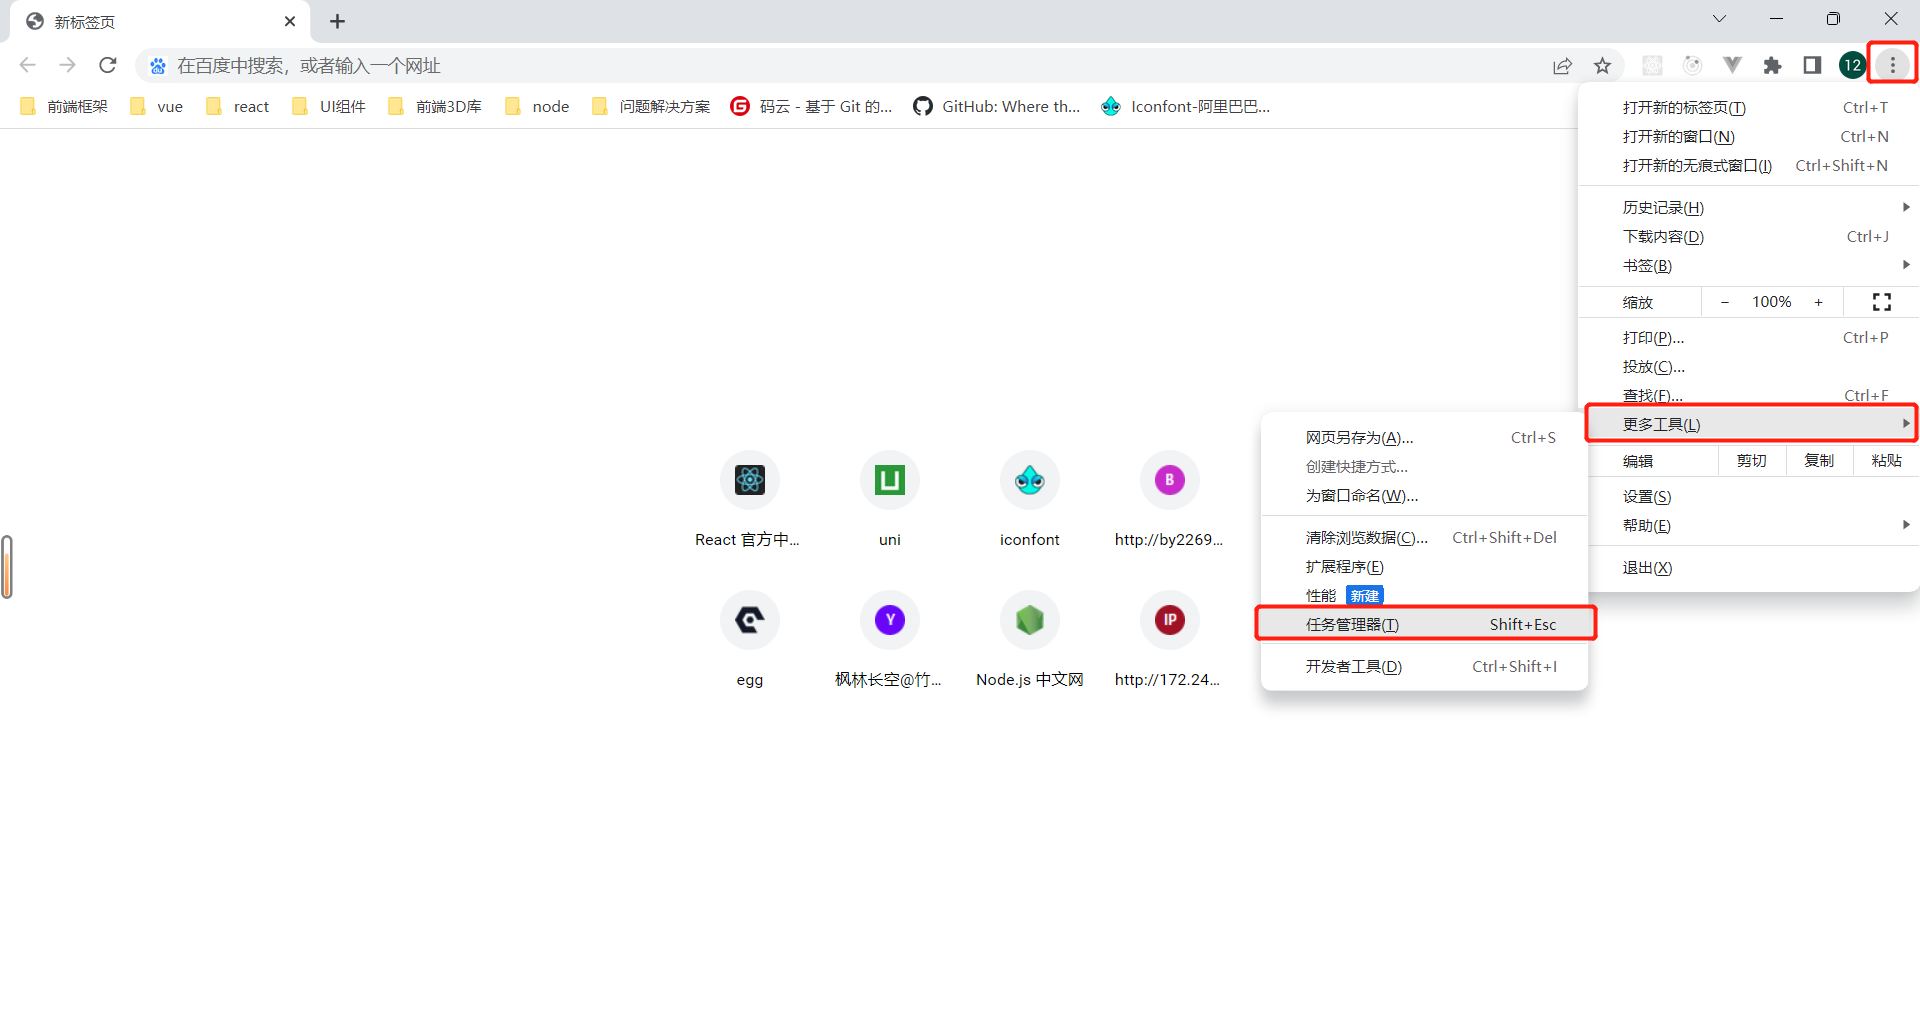 新标签页
在百度中搜索，或者输入一个网址
12
前端框架
vue
react
UI组件
前端3D库
node
问题解决方案
码云 - 基于 Git 的...
GitHub: Where th...
Iconfont-阿里巴巴...
打开新的标签页(T) Ctrl+T
打开新的窗口(N) Ctrl+N
打开新的无痕式窗口(I) Ctrl+Shift+N
历史记录(H)
下载内容(D) Ctrl+J
书签(B)
缩放 - 100% +
打印(P)... Ctrl+P
投放(C)...
查找(F)... Ctrl+F
更多工具(L)
编辑 剪切 复制 粘贴
设置(S)
帮助(E)
退出(X)
网页另存为(A)... Ctrl+S
创建快捷方式...
为窗口命名(W)...
清除浏览数据(C)... Ctrl+Shift+Del
扩展程序(E)
性能 新建
任务管理器(T) Shift+Esc
开发者工具(D) Ctrl+Shift+I
B
React 官方中...
uni
iconfont
http://by2269...
Y
IP
egg
枫林长空@竹...
Node.js 中文网
http://172.24...